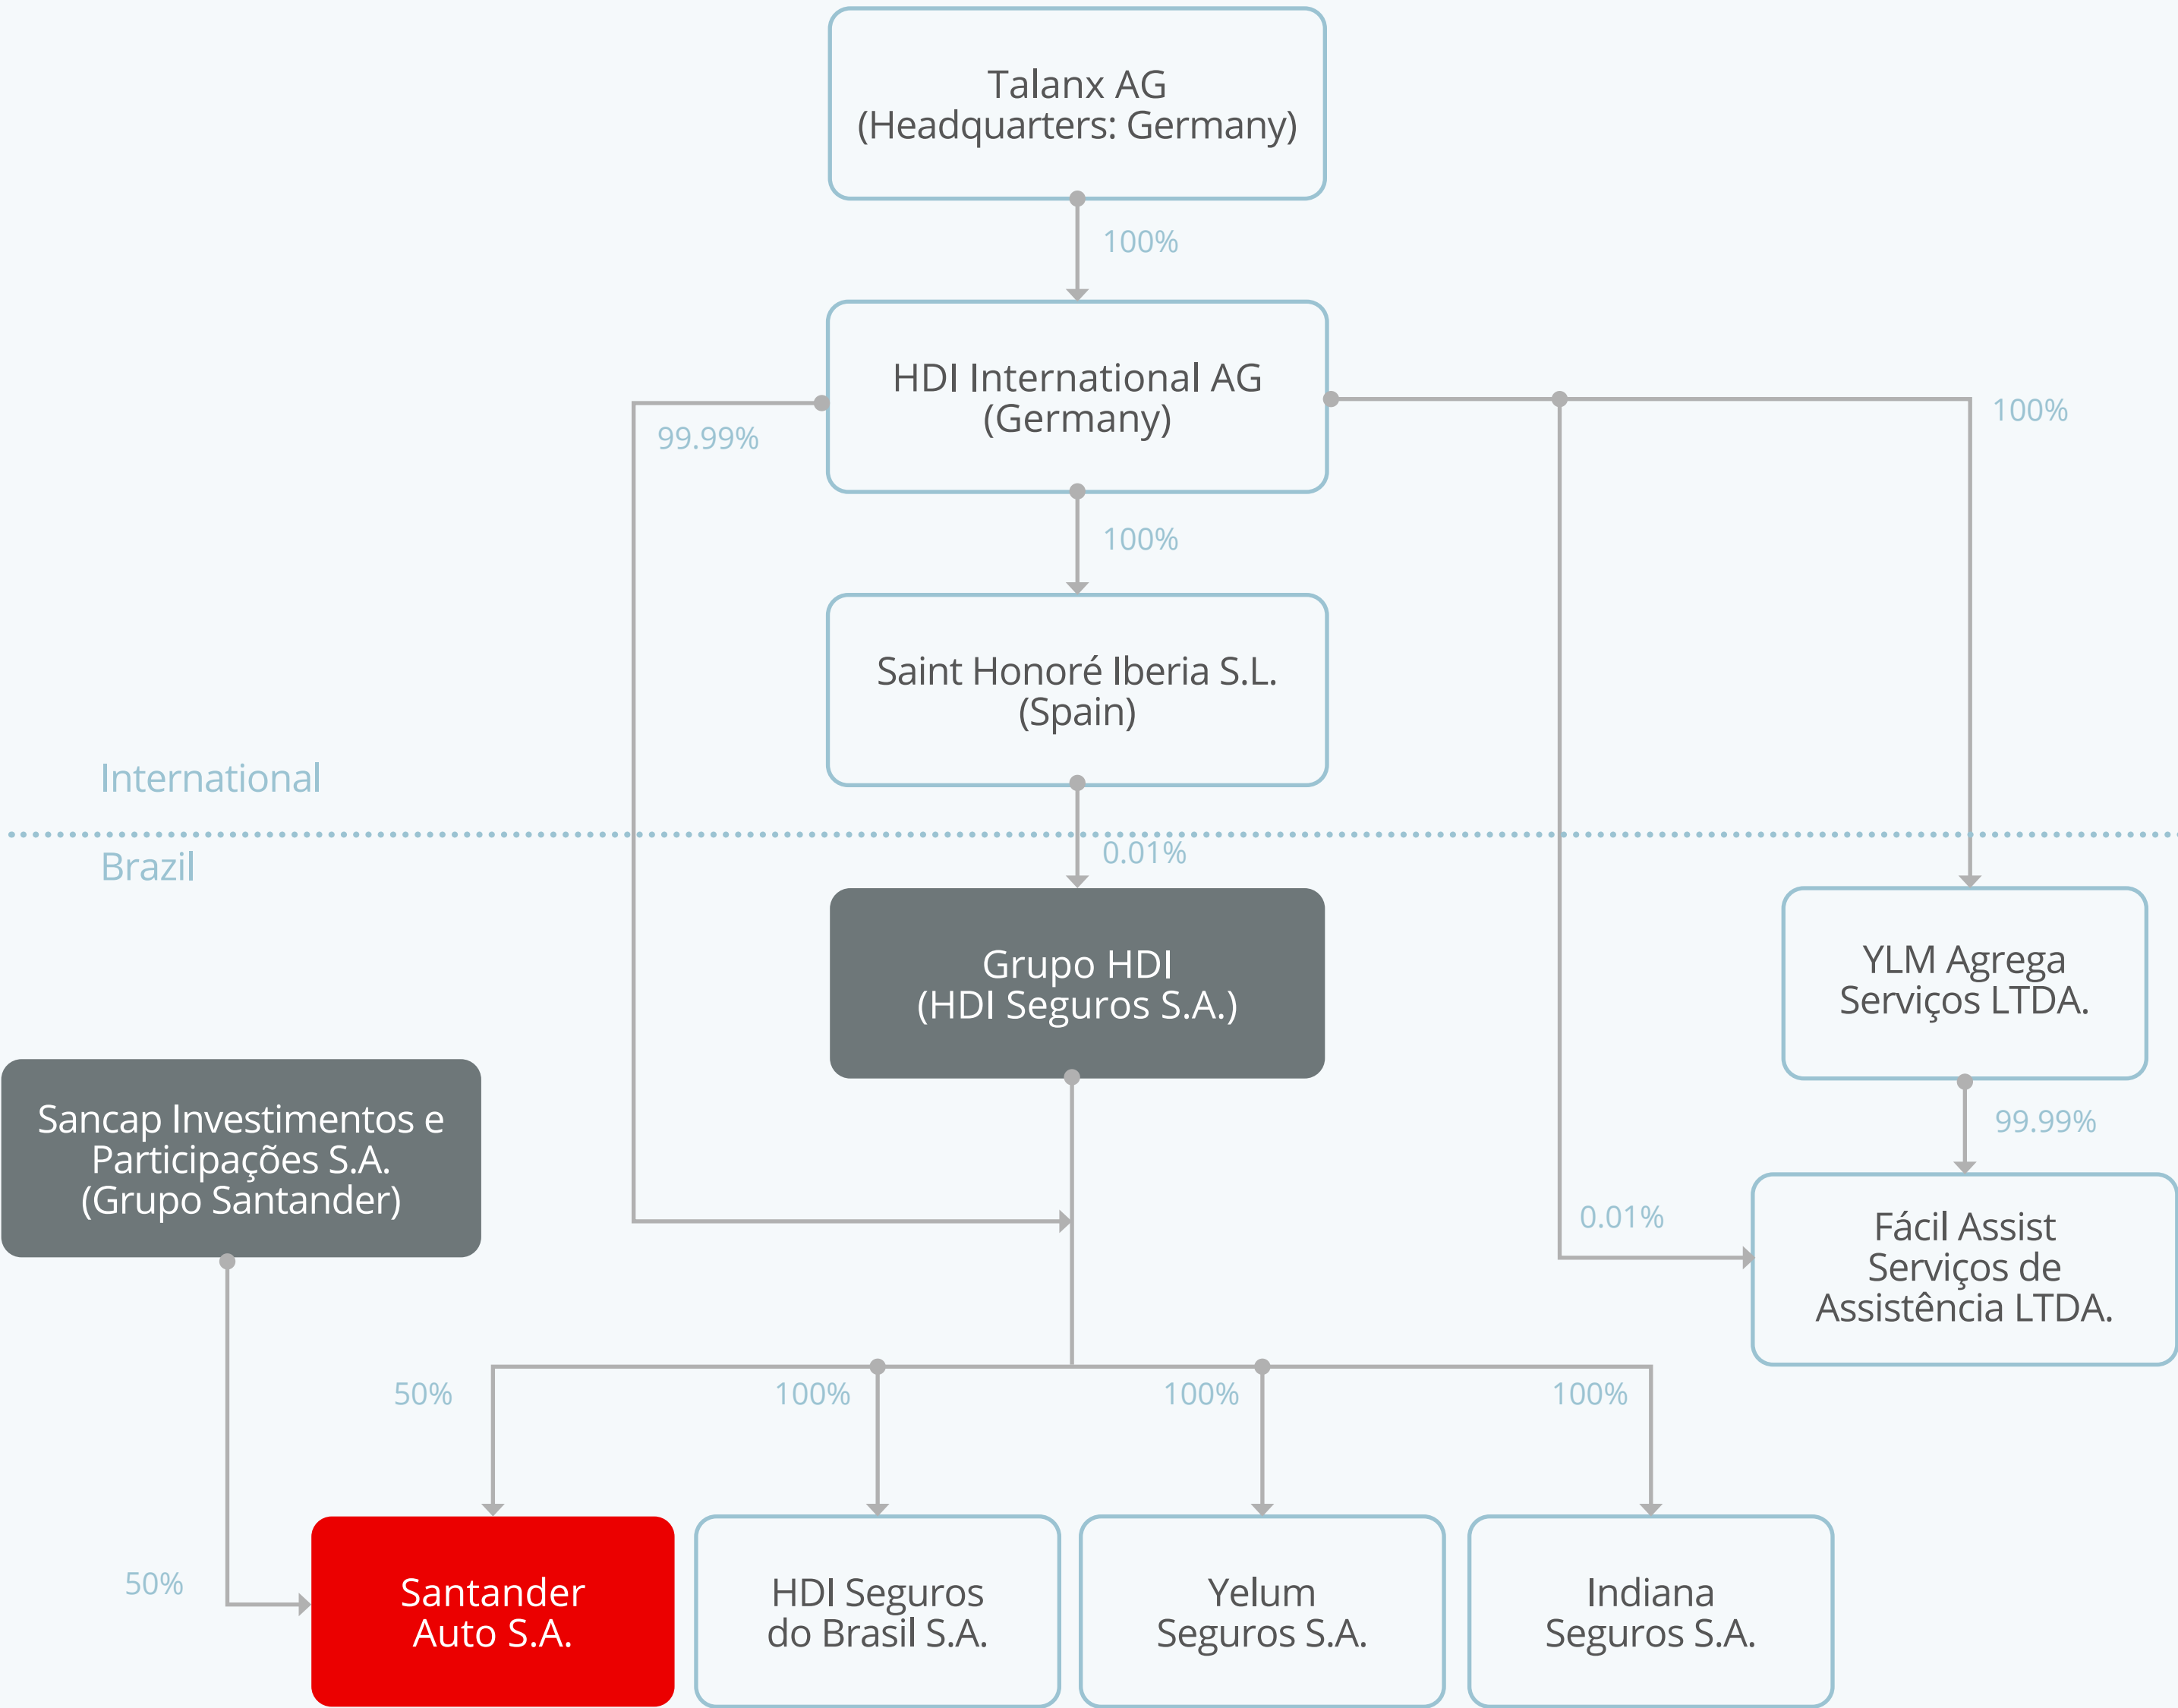 Talanx AG
(Headquarters: Germany)
100%
HDI International AG
(Germany)
99.99%
100%
100%
Saint Honoré Iberia S.L.
(Spain)
International
Brazil
0.01%
Grupo HDI
(HDI Seguros S.A.)
YLM Agrega
Serviços LTDA.
Sancap Investimentos e
Participações S.A.
(Grupo Santander)
99.99%
0.01%
Fácil Assist
Serviços de
Assistência LTDA.
50%
100%
100%
100%
50%
Santander
Auto S.A.
HDI Seguros
do Brasil S.A.
Yelum
Seguros S.A.
Indiana
Seguros S.A.